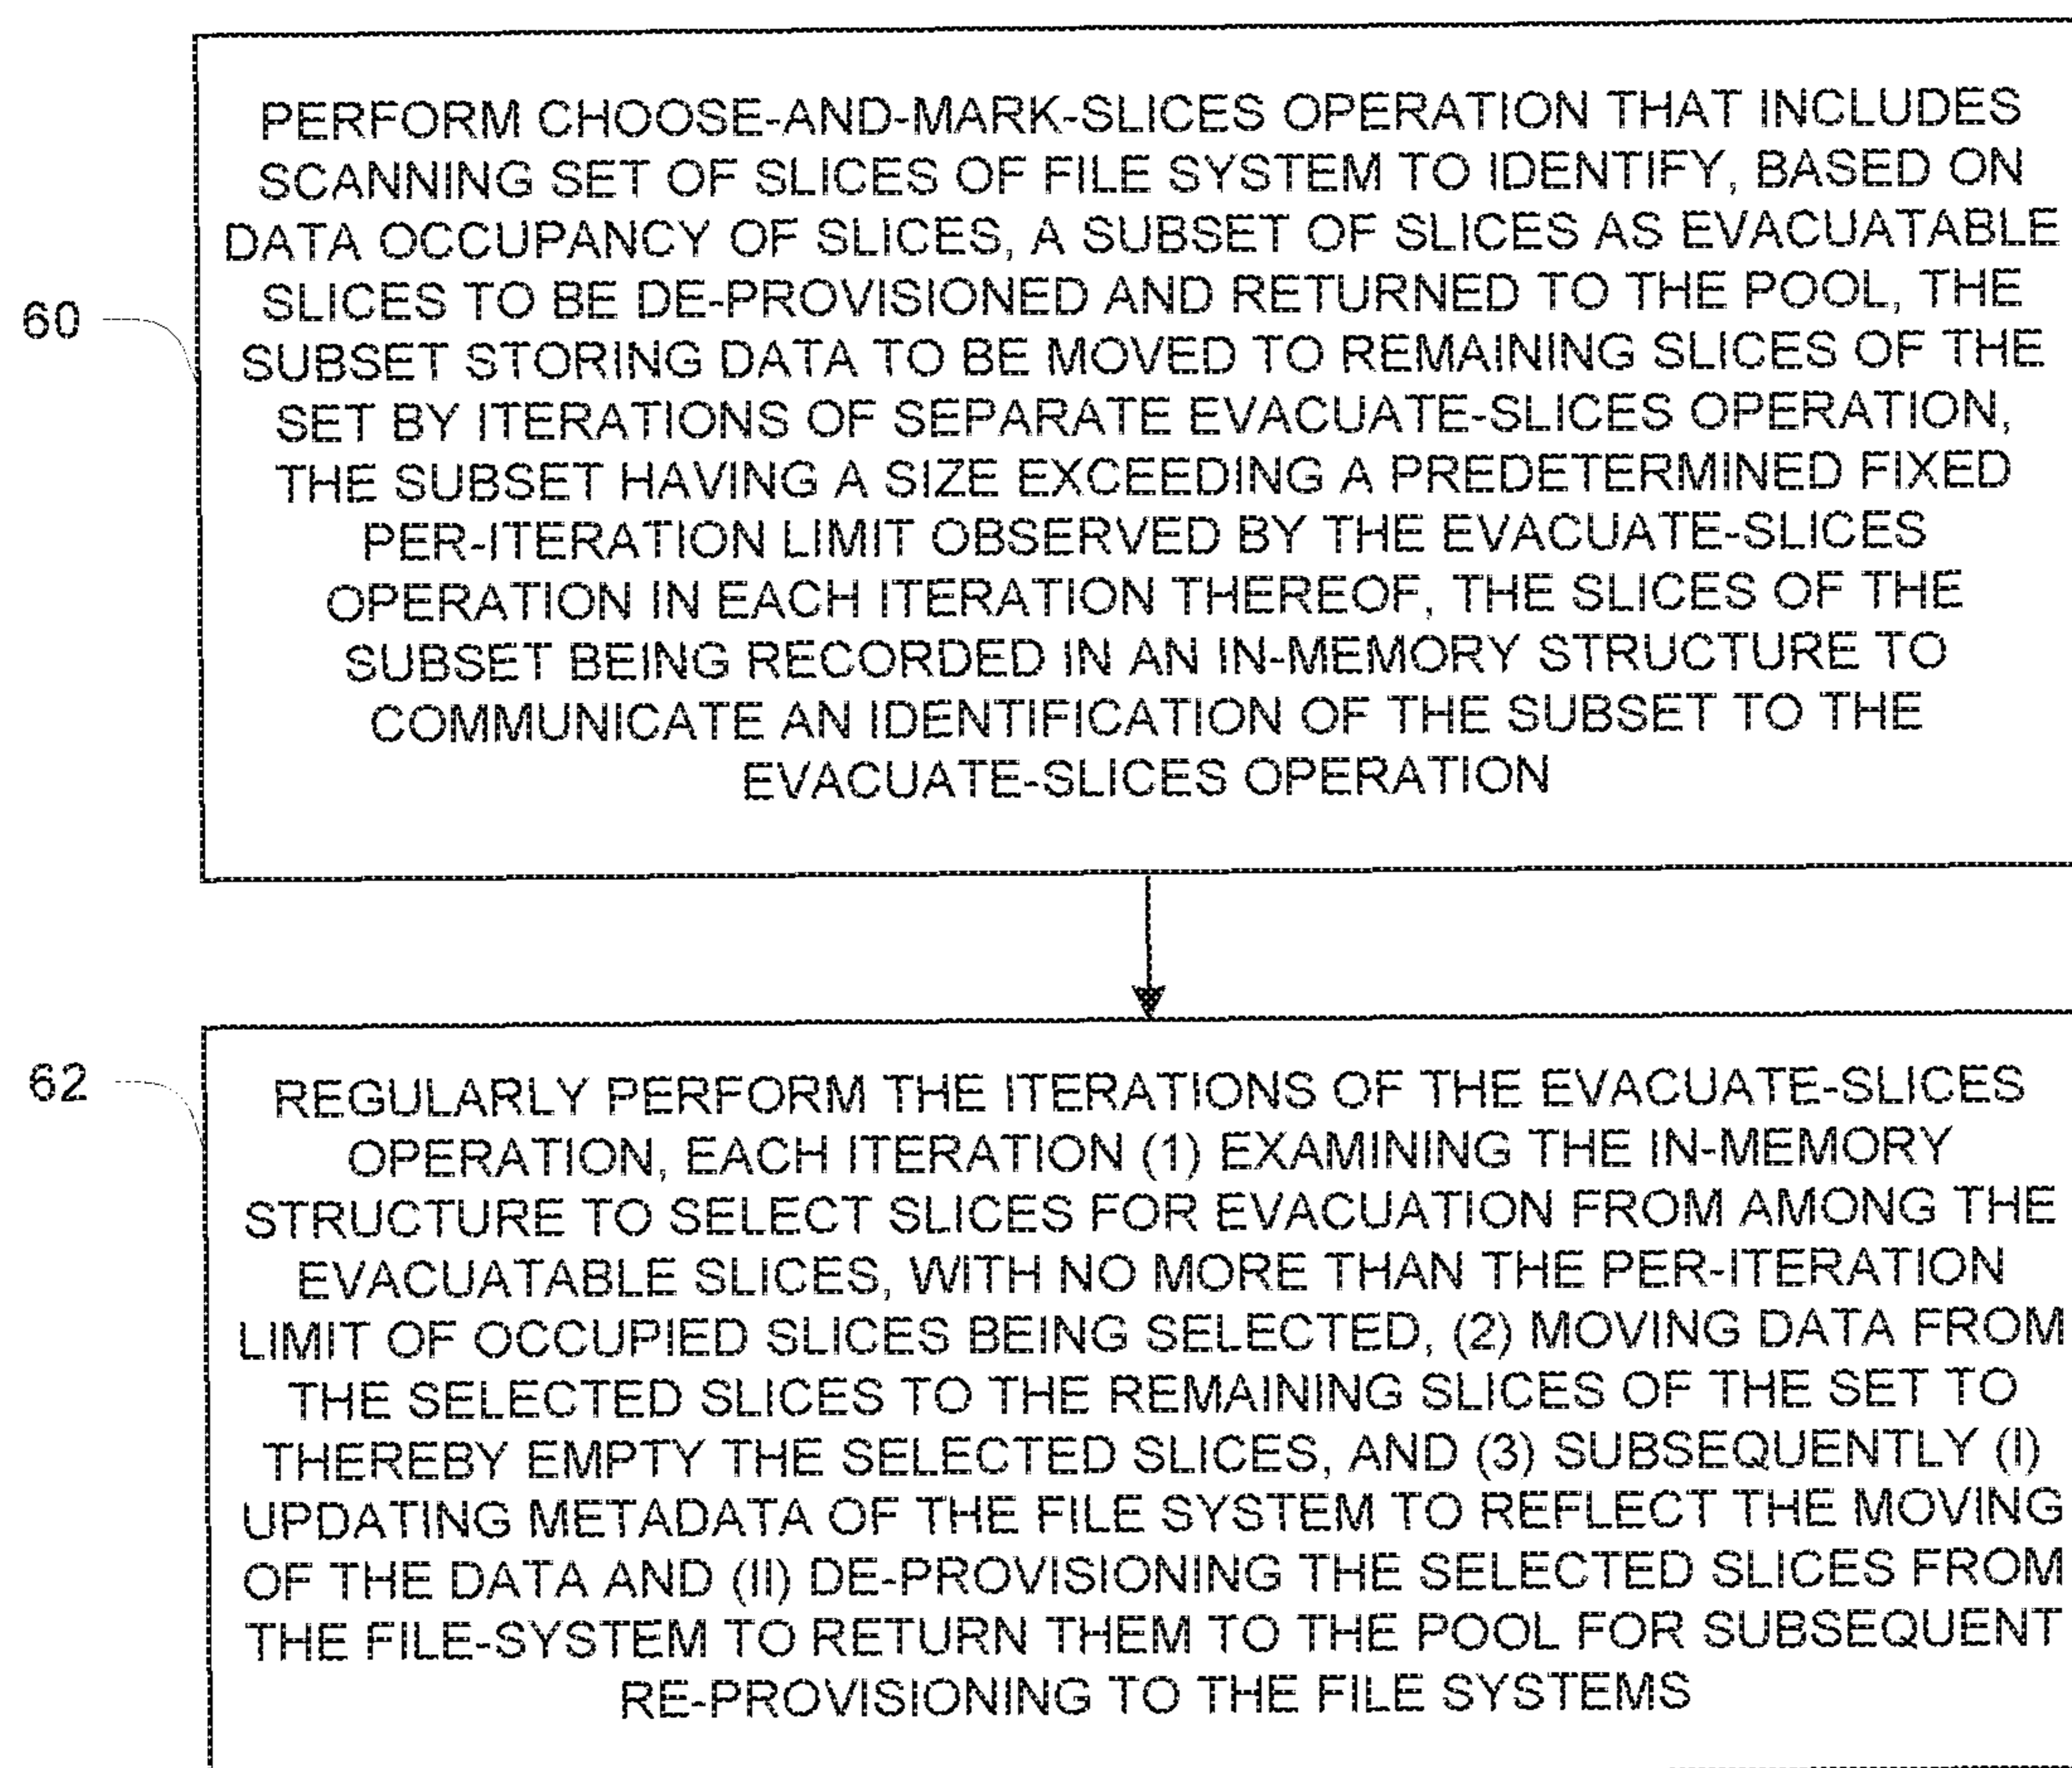 PERFORM CHOOSE-AND-MARK-SLICES OPERATION THAT INCLUDES
SCANNING SET OF SLICES OF FILE SYSTEM TO IDENTIFY, BASED ON
DATA OCCUPANCY OF SLICES, A SUBSET OF SLICES AS EVACUATABLE
SLICES TO BE DE-PROVISIONED AND RETURNED TO THE POOL, THE
60
SUBSET STORING DATA TO BE MOVED TO REMAINING SLICES OF THE
SET BY ITERATIONS OF SEPARATE EVACUATE-SLICES OPERATION,
THE SUBSET HAVING A SIZE EXCEEDING A PREDETERMINED FIXED
PER-ITERATION LIMIT OBSERVED BY THE EVACUATE-SLICES
OPERATION IN EACH ITERATION THEREOF, THE SLICES OF THE
SUBSET BEING RECORDED IN AN IN-MEMORY STRUCTURE TO
COMMUNICATE AN IDENTIFICATION OF THE SUBSET TO THE
EVACUATE-SLICES OPERATION
62
REGULARLY PERFORM THE ITERATIONS OF THE EVACUATE-SLICES
OPERATION, EACH ITERATION (1) EXAMINING THE IN-MEMORY
STRUCTURE TO SELECT SLICES FOR EVACUATION FROM AMONG THE
EVACUATABLE SLICES, WITH NO MORE THAN THE PER-ITERATION
LIMIT OF OCCUPIED SLICES BEING SELECTED, (2) MOVING DATA FROM
THE SELECTED SLICES TO THE REMAINING SLICES OF THE SET TO
THEREBY EMPTY THE SELECTED SLICES, AND (3) SUBSEQUENTLY (I)
UPDATING METADATA OF THE FILE SYSTEM TO REFLECT THE MOVING
OF THE DATA AND (II) DE-PROVISIONING THE SELECTED SLICES FROM
THE FILE-SYSTEM TO RETURN THEM TO THE POOL FOR SUBSEQUENT
RE-PROVISIONING TO THE FILE SYSTEMS